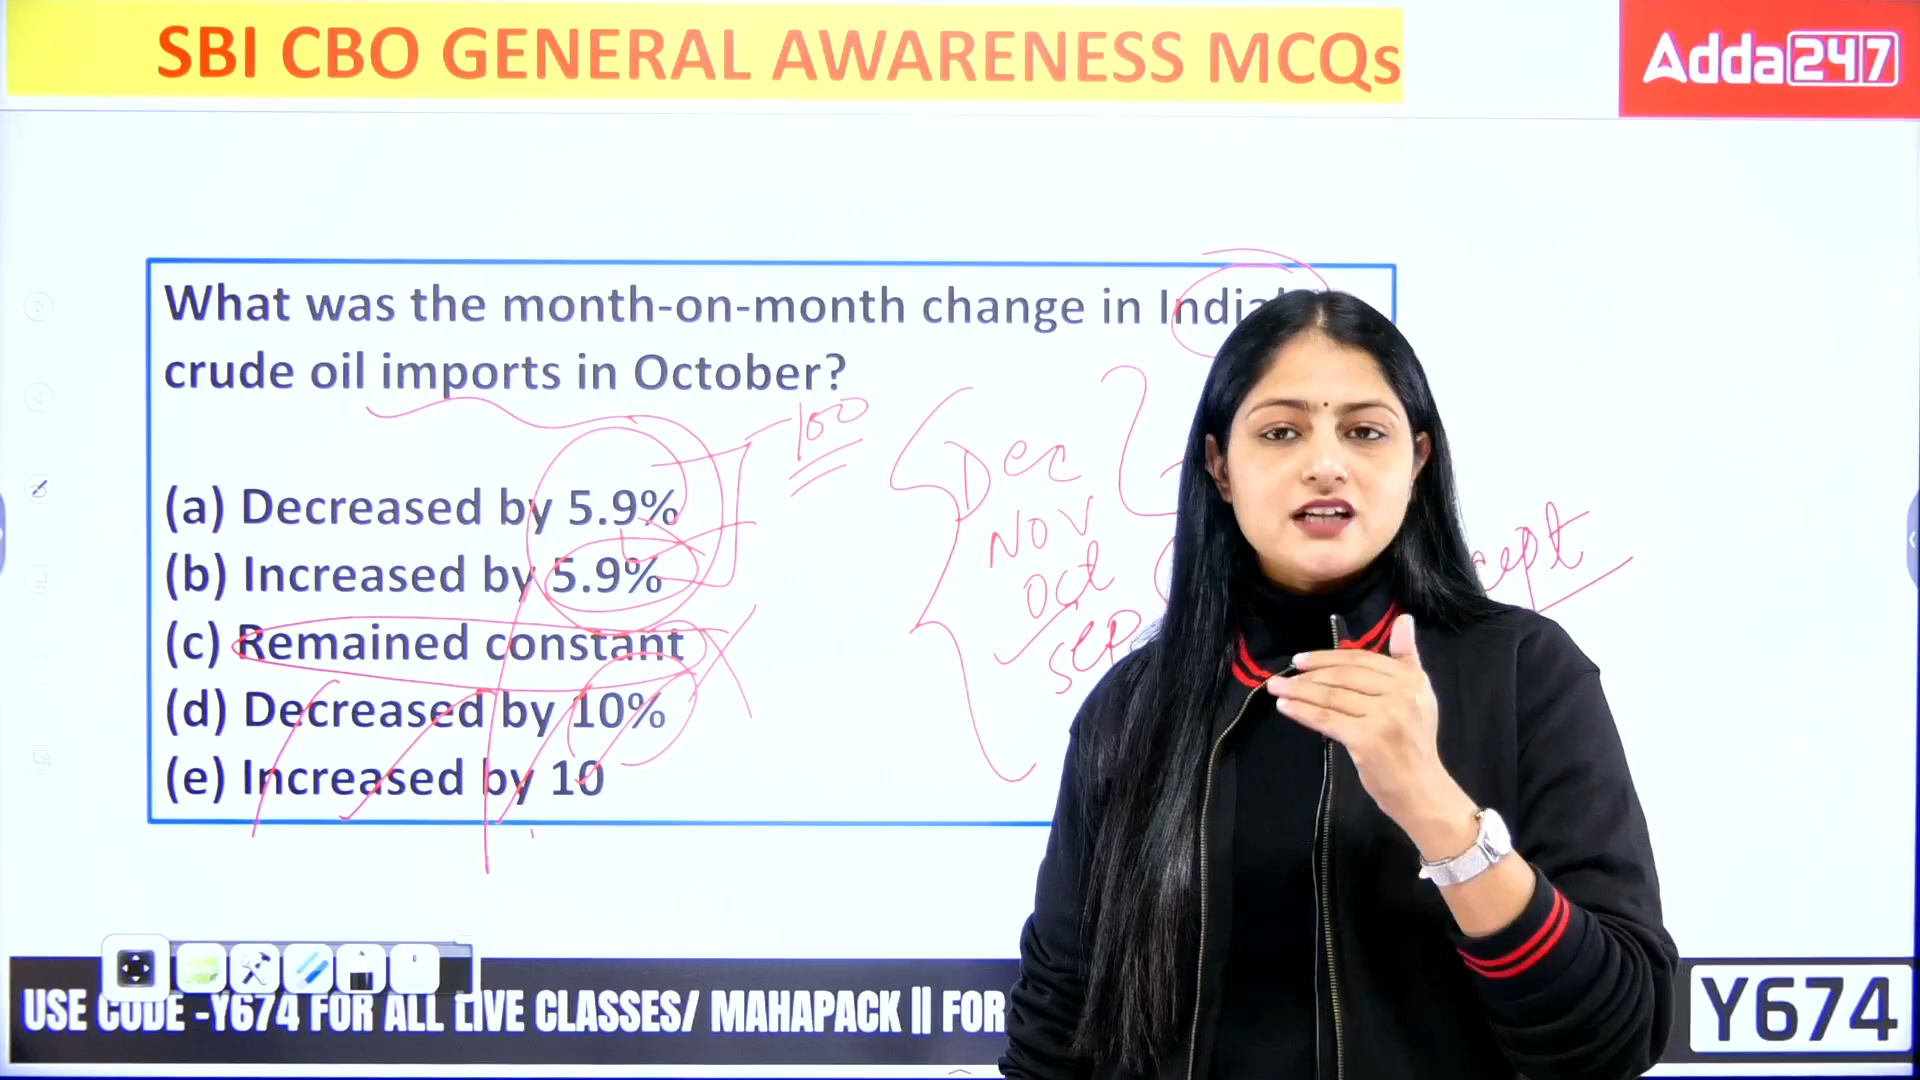 SBI CBO GENERAL AWARENESS MCQs
Adda247
What was the month-on-month change in India
crude oil imports in October?
100
Dec
Nov
Oct
Sep
(a) Decreased by 5.9%
(b) Increased by 5.9%
(c) Remained constant
(d) Decreased by 10%
(e) Increased by 10
USE CODE -Y674 FOR ALL LIVE CLASSES/ MAHAPACK || FOR
Y674